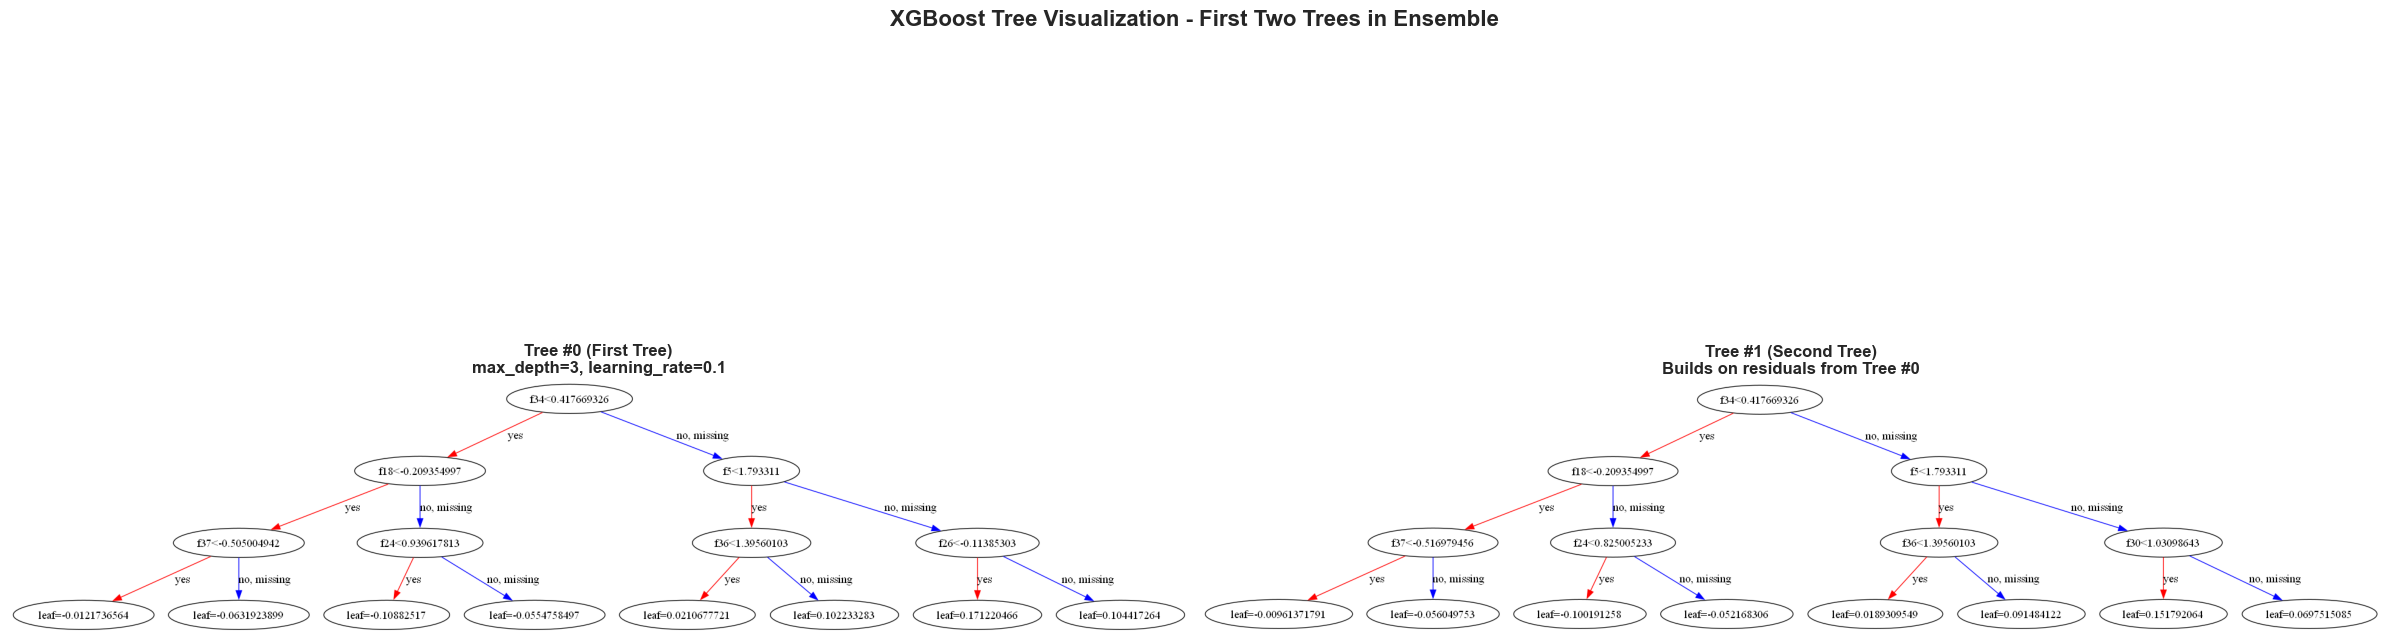 XGBoost Tree Visualization - First Two Trees in Ensemble
Tree #0 (First Tree)
max_depth=3, learning_rate=0.1
f34<0.417669326
yes
no, missing
f18<-0.209354997
f5<1.793311
yes
no, missing
yes
no, missing
f37<-0.505004942
f24<0.939617813
f36<1.39560103
f26<-0.11385303
yes
no, missing
yes
no, missing
yes
no, missing
yes
no, missing
leaf=-0.0121736564
leaf=-0.0631923899
leaf=-0.10882517
leaf=-0.0554758497
leaf=0.0210677721
leaf=0.102233283
leaf=0.171220466
leaf=0.104417264
Tree #1 (Second Tree)
Builds on residuals from Tree #0
f34<0.417669326
yes
no, missing
f18<-0.209354997
f5<1.793311
yes
no, missing
yes
no, missing
f37<-0.516979456
f24<0.825005233
f36<1.39560103
f30<1.03098643
yes
no, missing
yes
no, missing
yes
no, missing
yes
no, missing
leaf=-0.00961371791
leaf=-0.056049753
leaf=-0.100191258
leaf=-0.052168306
leaf=0.0189309549
leaf=0.091484122
leaf=0.151792064
leaf=0.0697515085